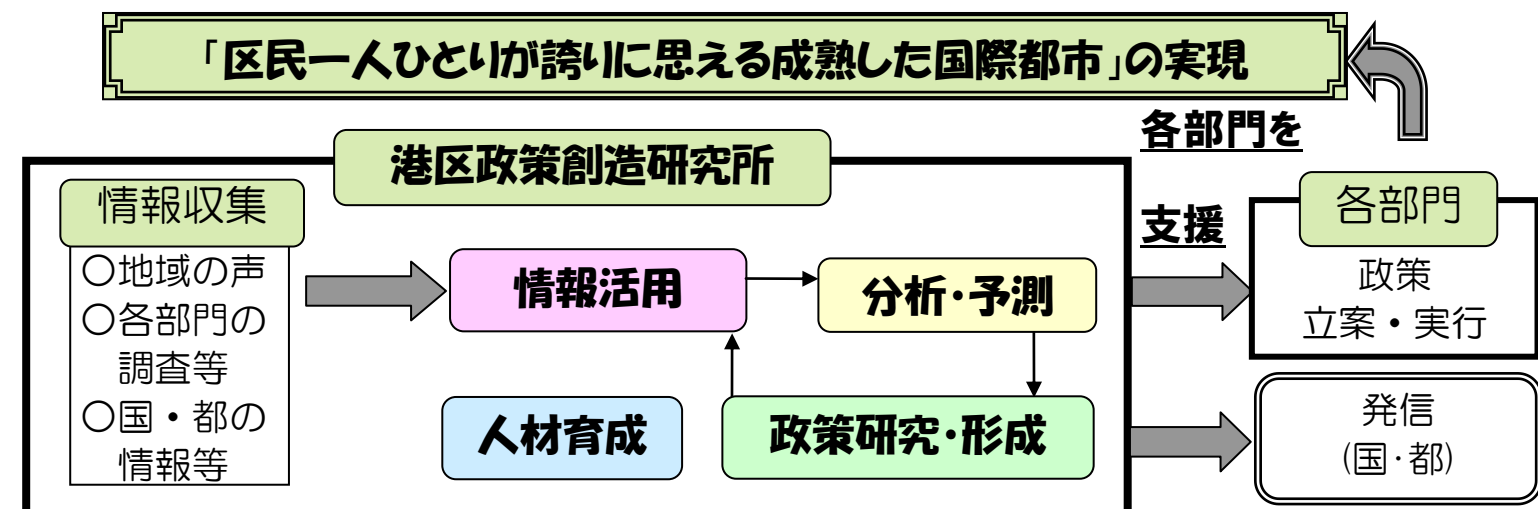 「区民一人ひとりが誇りに思える成熟した国際都市」の実現
港区政策創造研究所
情報収集
〇地域の声
〇各部門の
調査等
〇国・都の
情報等
情報活用
分析・予測
人材育成
政策研究・形成
各部門を
支援
各部門
政策
立案・実行
発信
(国・都)